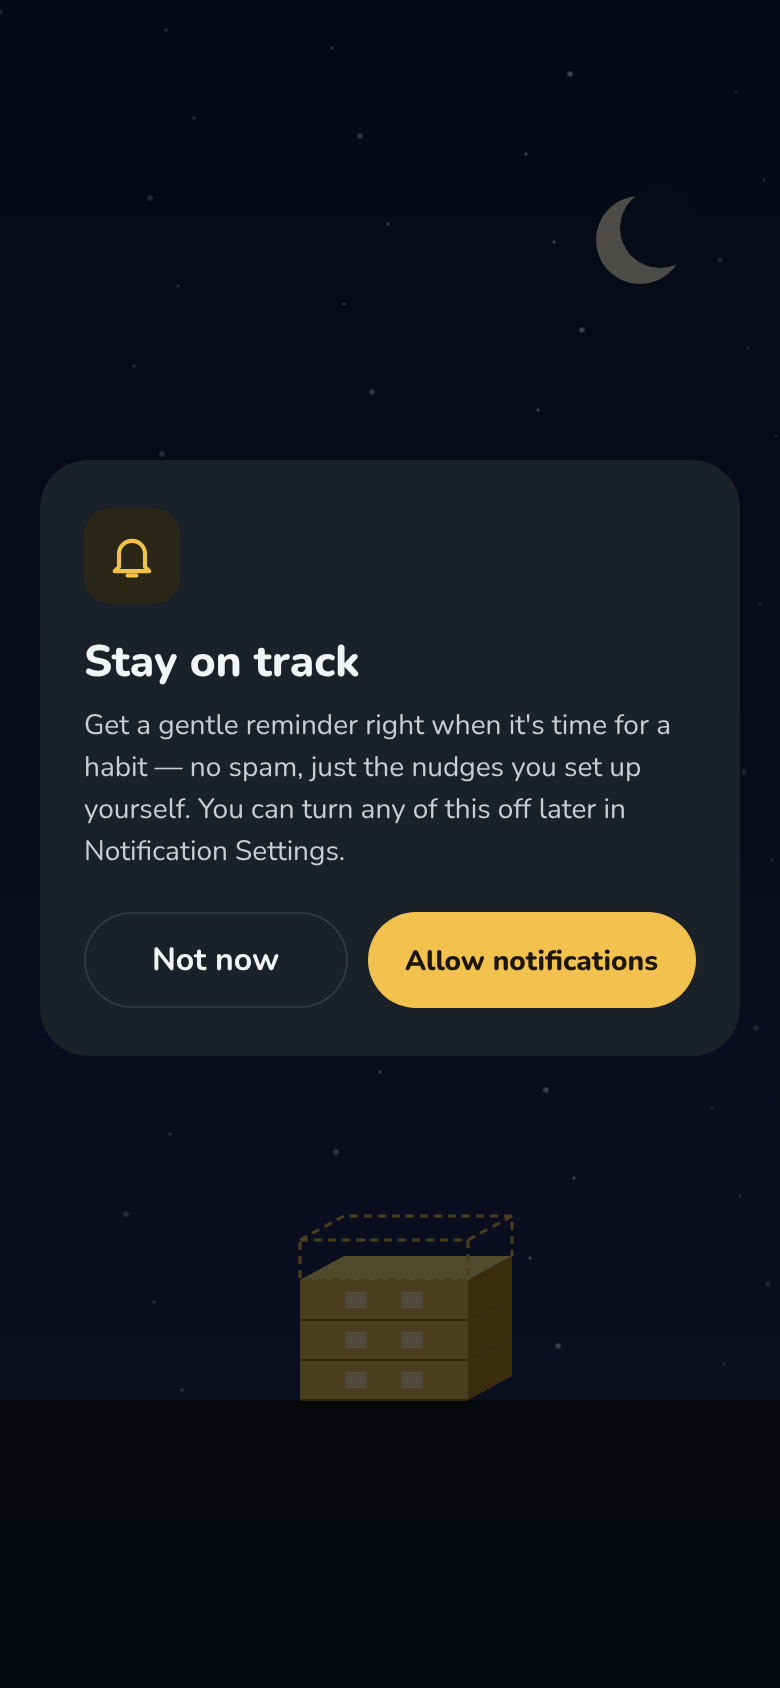 Stay on track
Get a gentle reminder right when it's time for a
habit — no spam, just the nudges you set up
yourself. You can turn any of this off later in
Notification Settings.
Not now
Allow notifications